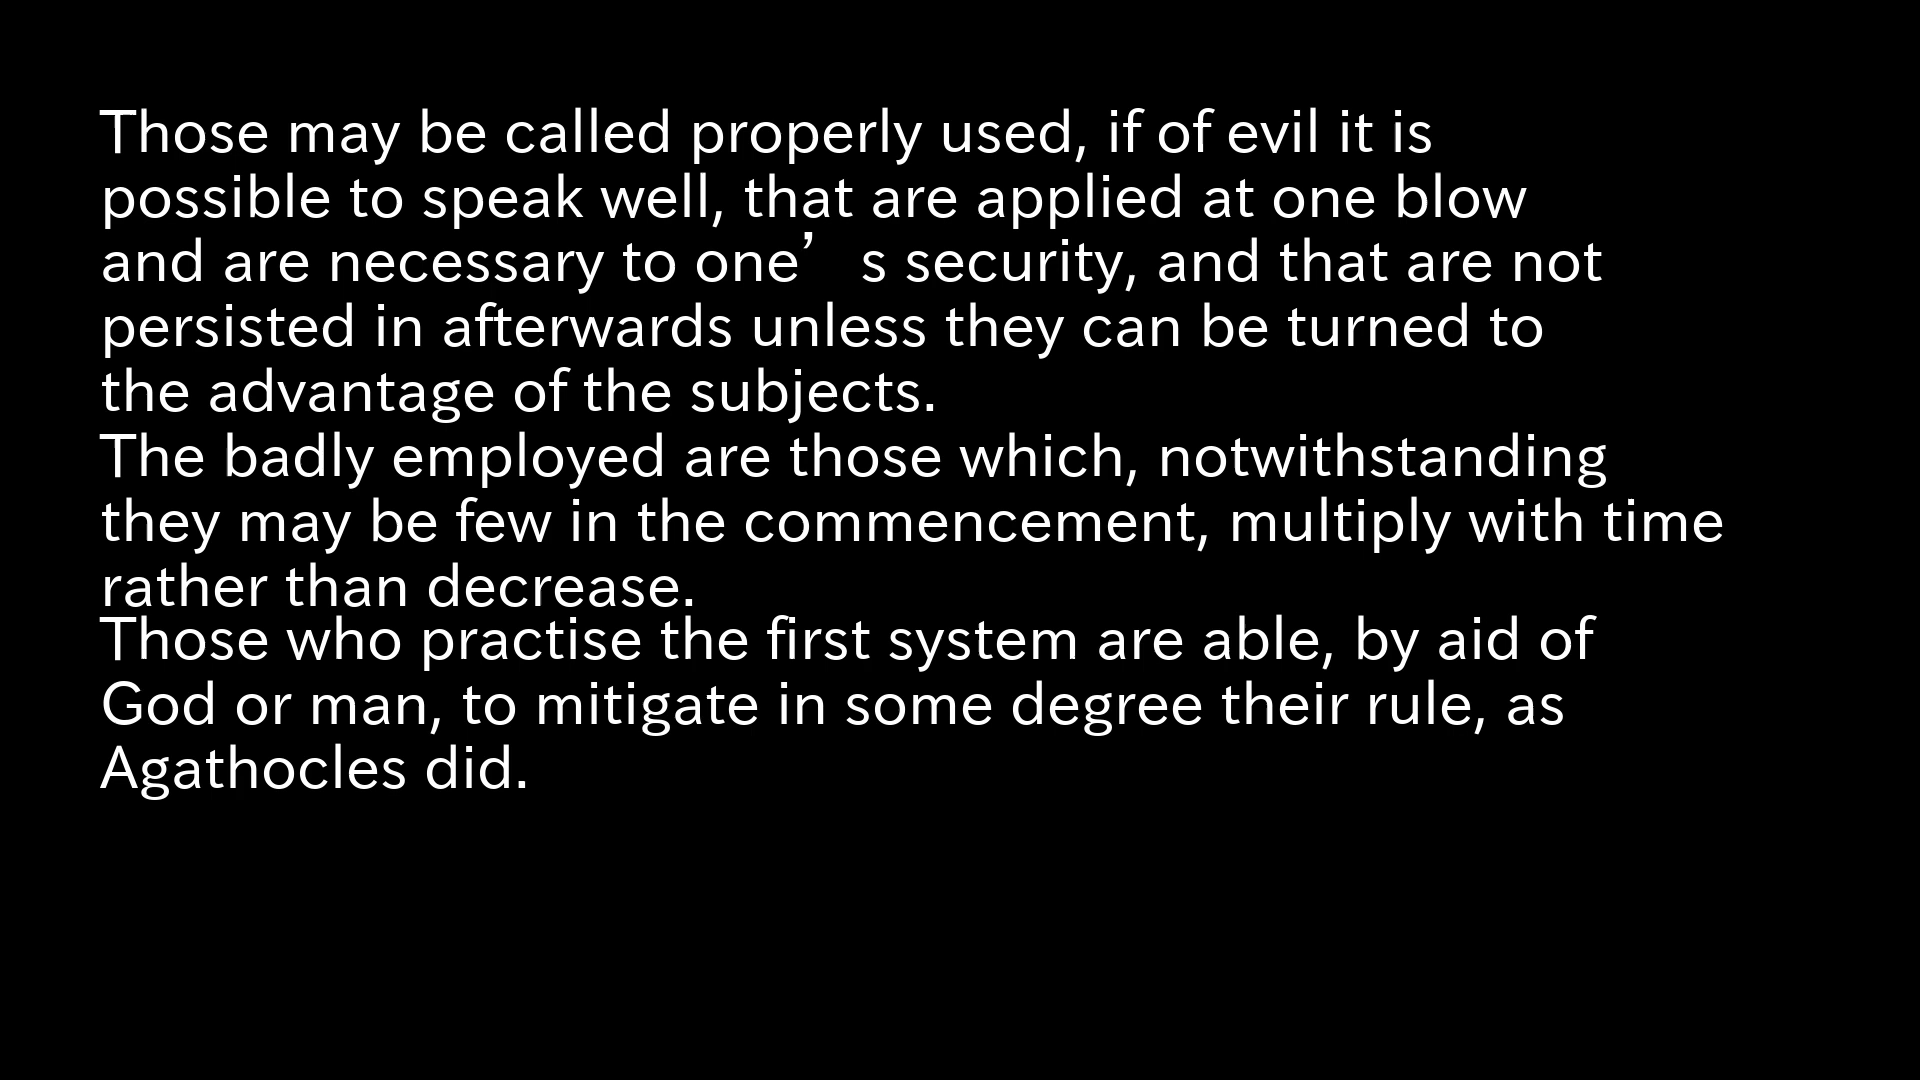 Those may be called properly used, if of evil it is
possible to speak well, that are applied at one blow
and are necessary to one’s security, and that are not
persisted in afterwards unless they can be turned to
the advantage of the subjects.
The badly employed are those which, notwithstanding
they may be few in the commencement, multiply with time
rather than decrease.
Those who practise the first system are able, by aid of
God or man, to mitigate in some degree their rule, as
Agathocles did.